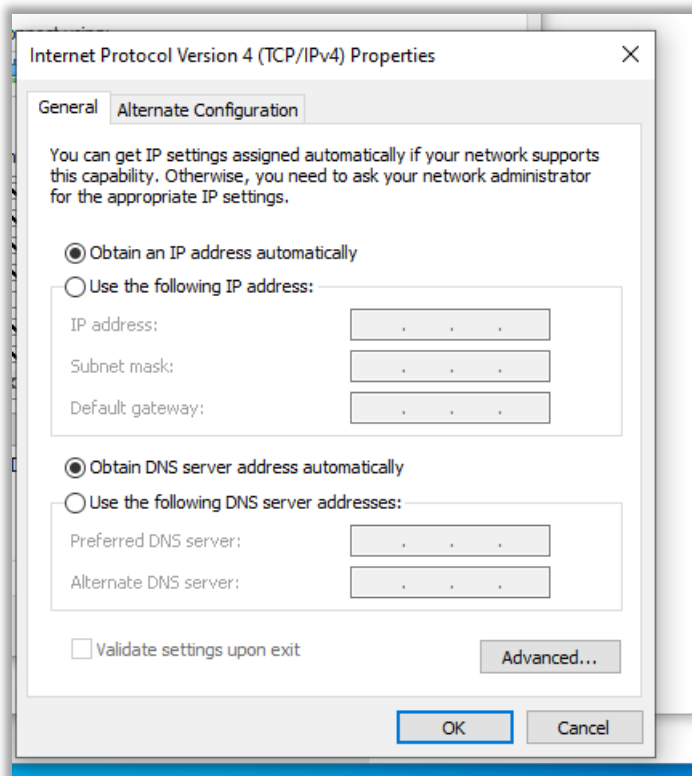 Internet Protocol Version 4 (TCP/IPv4) Properties
General
Alternate Configuration
You can get IP settings assigned automatically if your network supports
this capability. Otherwise, you need to ask your network administrator
for the appropriate IP settings.
Obtain an IP address automatically
Use the following IP address:
IP address:
Subnet mask:
Default gateway:
Obtain DNS server address automatically
Use the following DNS server addresses:
Preferred DNS server:
Alternate DNS server:
Validate settings upon exit
Advanced...
OK
Cancel